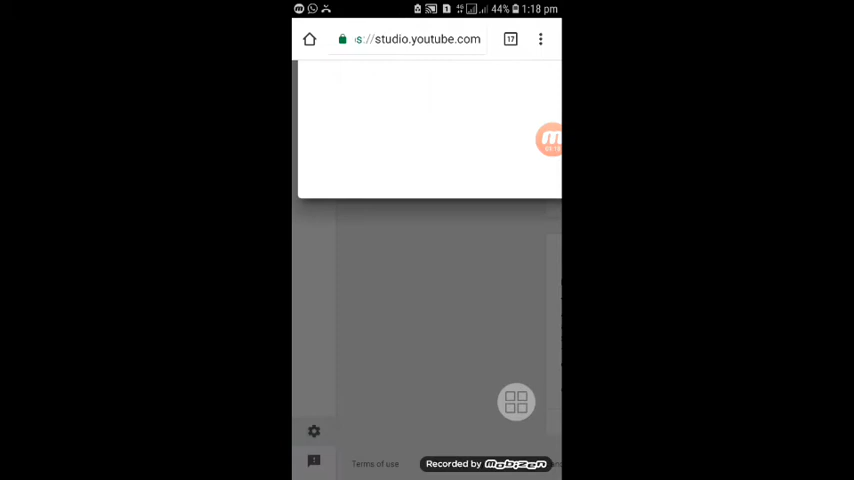 44% 1:18 pm
s://studio.youtube.com
17
Terms of use
Recorded by mobizen